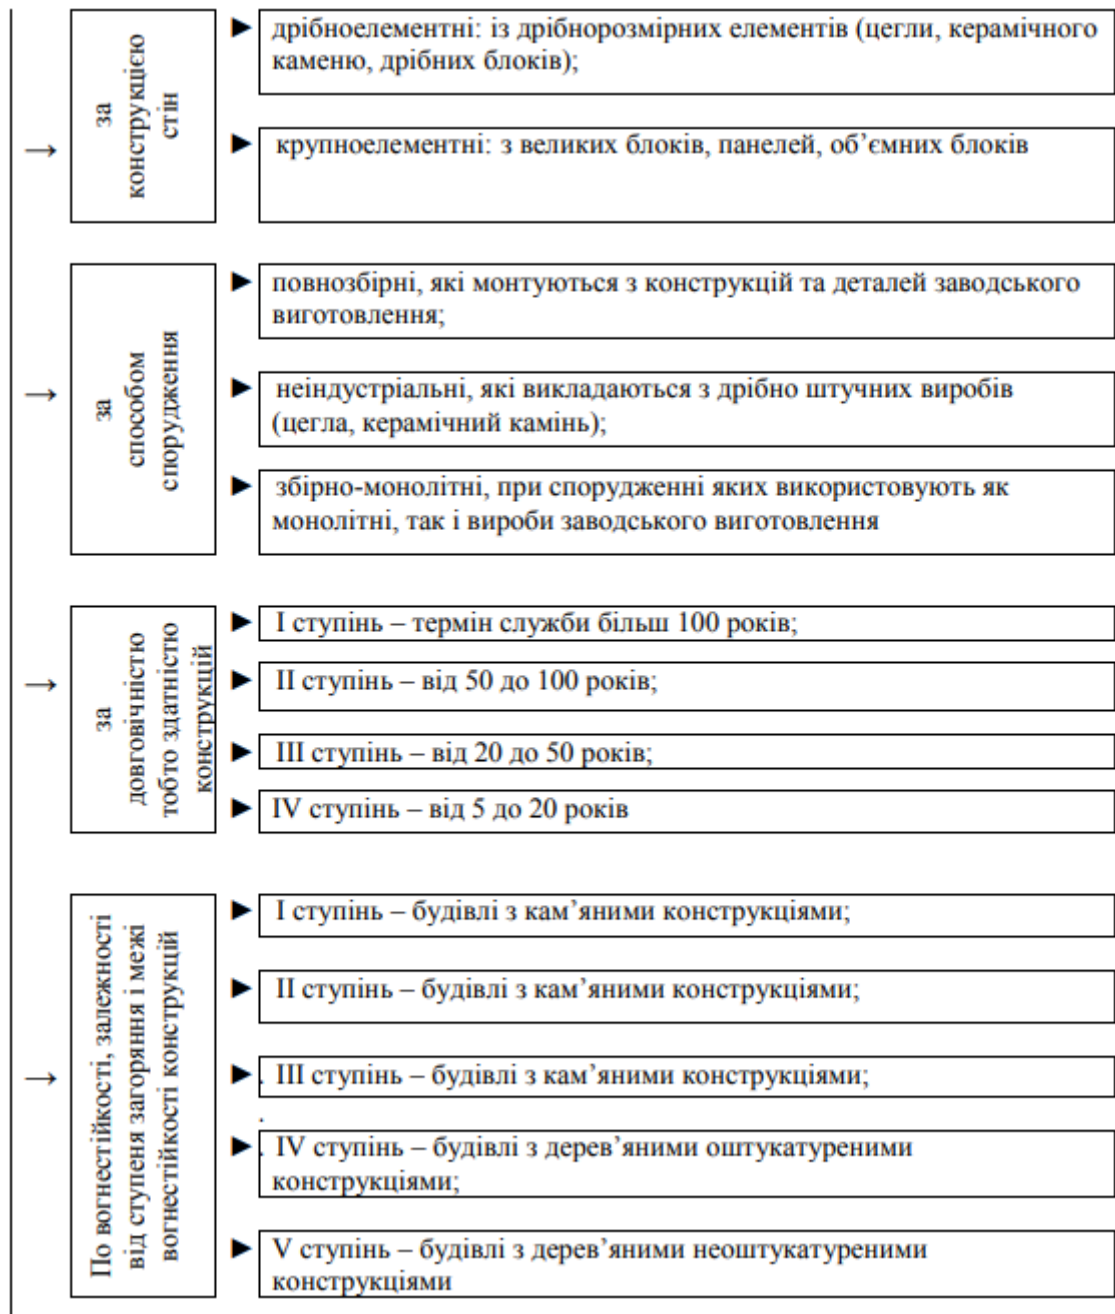 за
конструкцією
стін
дрібноелементні: із дрібнорозмірних елементів (цегли, керамічного
каменю, дрібних блоків);
крупноелементні: з великих блоків, панелей, об’ємних блоків
за
способом
спорудження
повнозбірні, які монтуються з конструкцій та деталей заводського
виготовлення;
неіндустріальні, які викладаються з дрібно штучних виробів
(цегла, керамічний камінь);
збірно-монолітні, при спорудженні яких використовують як
монолітні, так і вироби заводського виготовлення
за
довговічністю
тобто здатністю
конструкцій
I ступінь – термін служби більш 100 років;
II ступінь – від 50 до 100 років;
III ступінь – від 20 до 50 років;
IV ступінь – від 5 до 20 років
По вогнестійкості, залежності
від ступеня загоряння і межі
вогнестійкості конструкцій
I ступінь – будівлі з кам’яними конструкціями;
II ступінь – будівлі з кам’яними конструкціями;
. III ступінь – будівлі з кам’яними конструкціями;
.
. IV ступінь – будівлі з дерев’яними оштукатуреними
конструкціями;
V ступінь – будівлі з дерев’яними неоштукатуреними
конструкціями